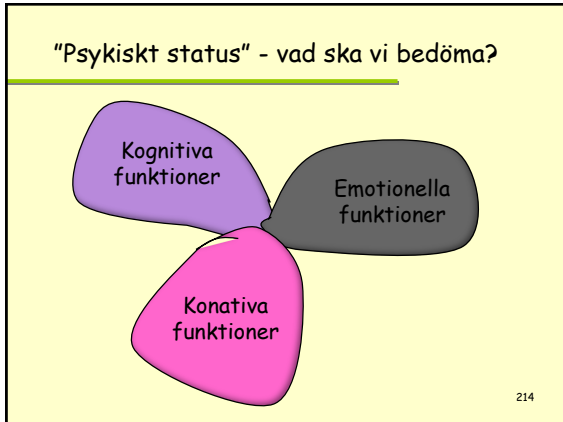 "Psykiskt status" - vad ska vi bedöma?
Kognitiva
funktioner
Emotionella
funktioner
Konativa
funktioner
214